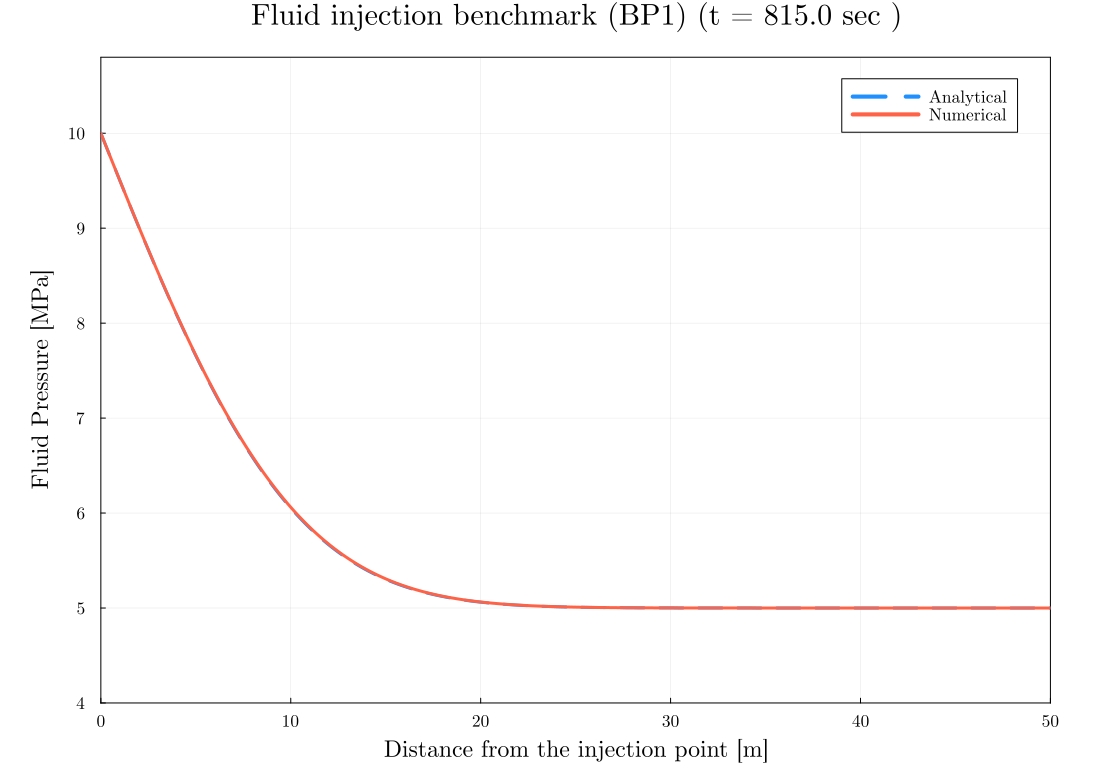 Fluid injection benchmark (BP1) (t = 815.0 sec )
Analytical
Numerical
10
9
8
7
6
5
4
Fluid Pressure [MPa]
0 10 20 30 40 50
Distance from the injection point [m]